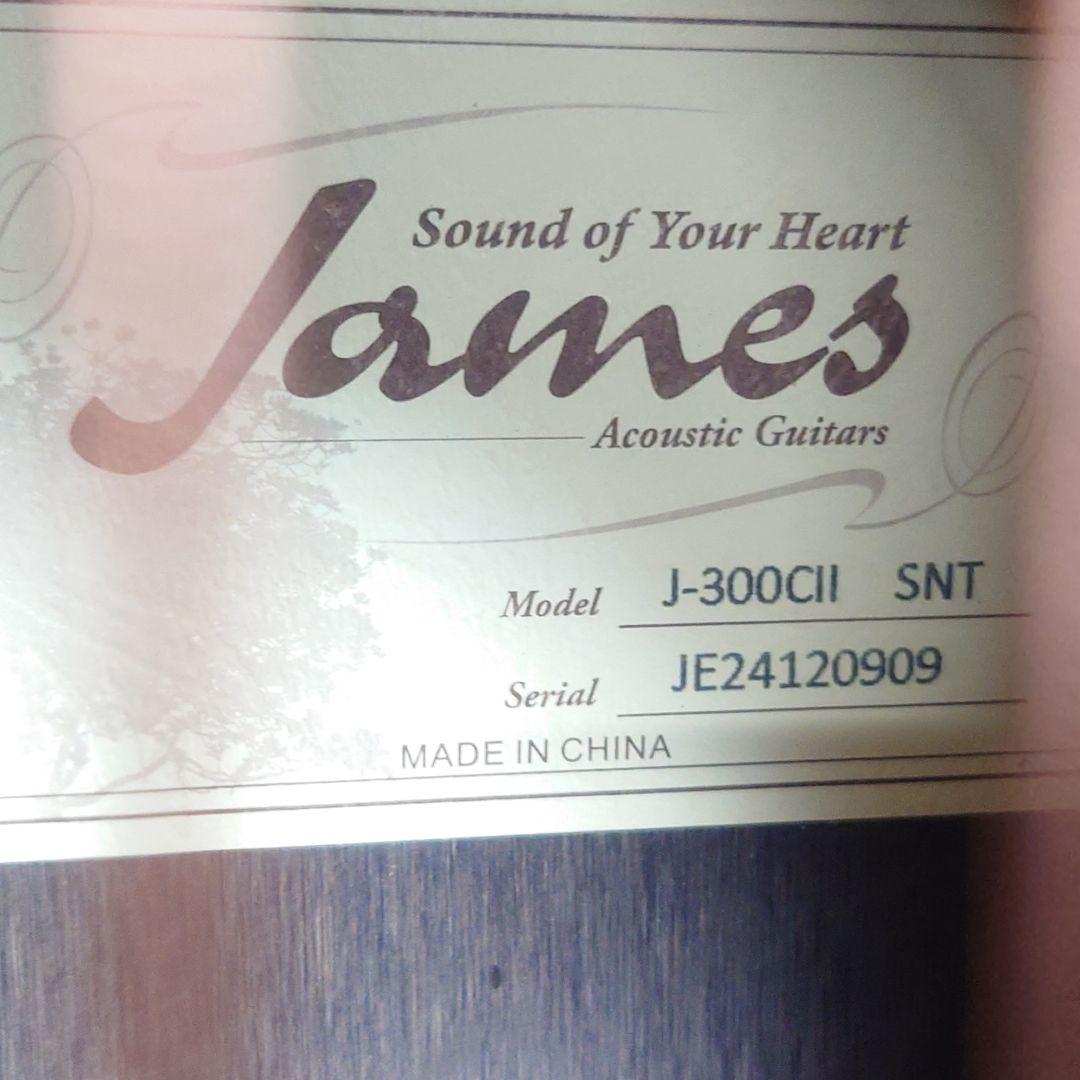 Sound of Your Heart
James
Acoustic Guitars
Model J-300CII SNT
Serial JE24120909
MADE IN CHINA